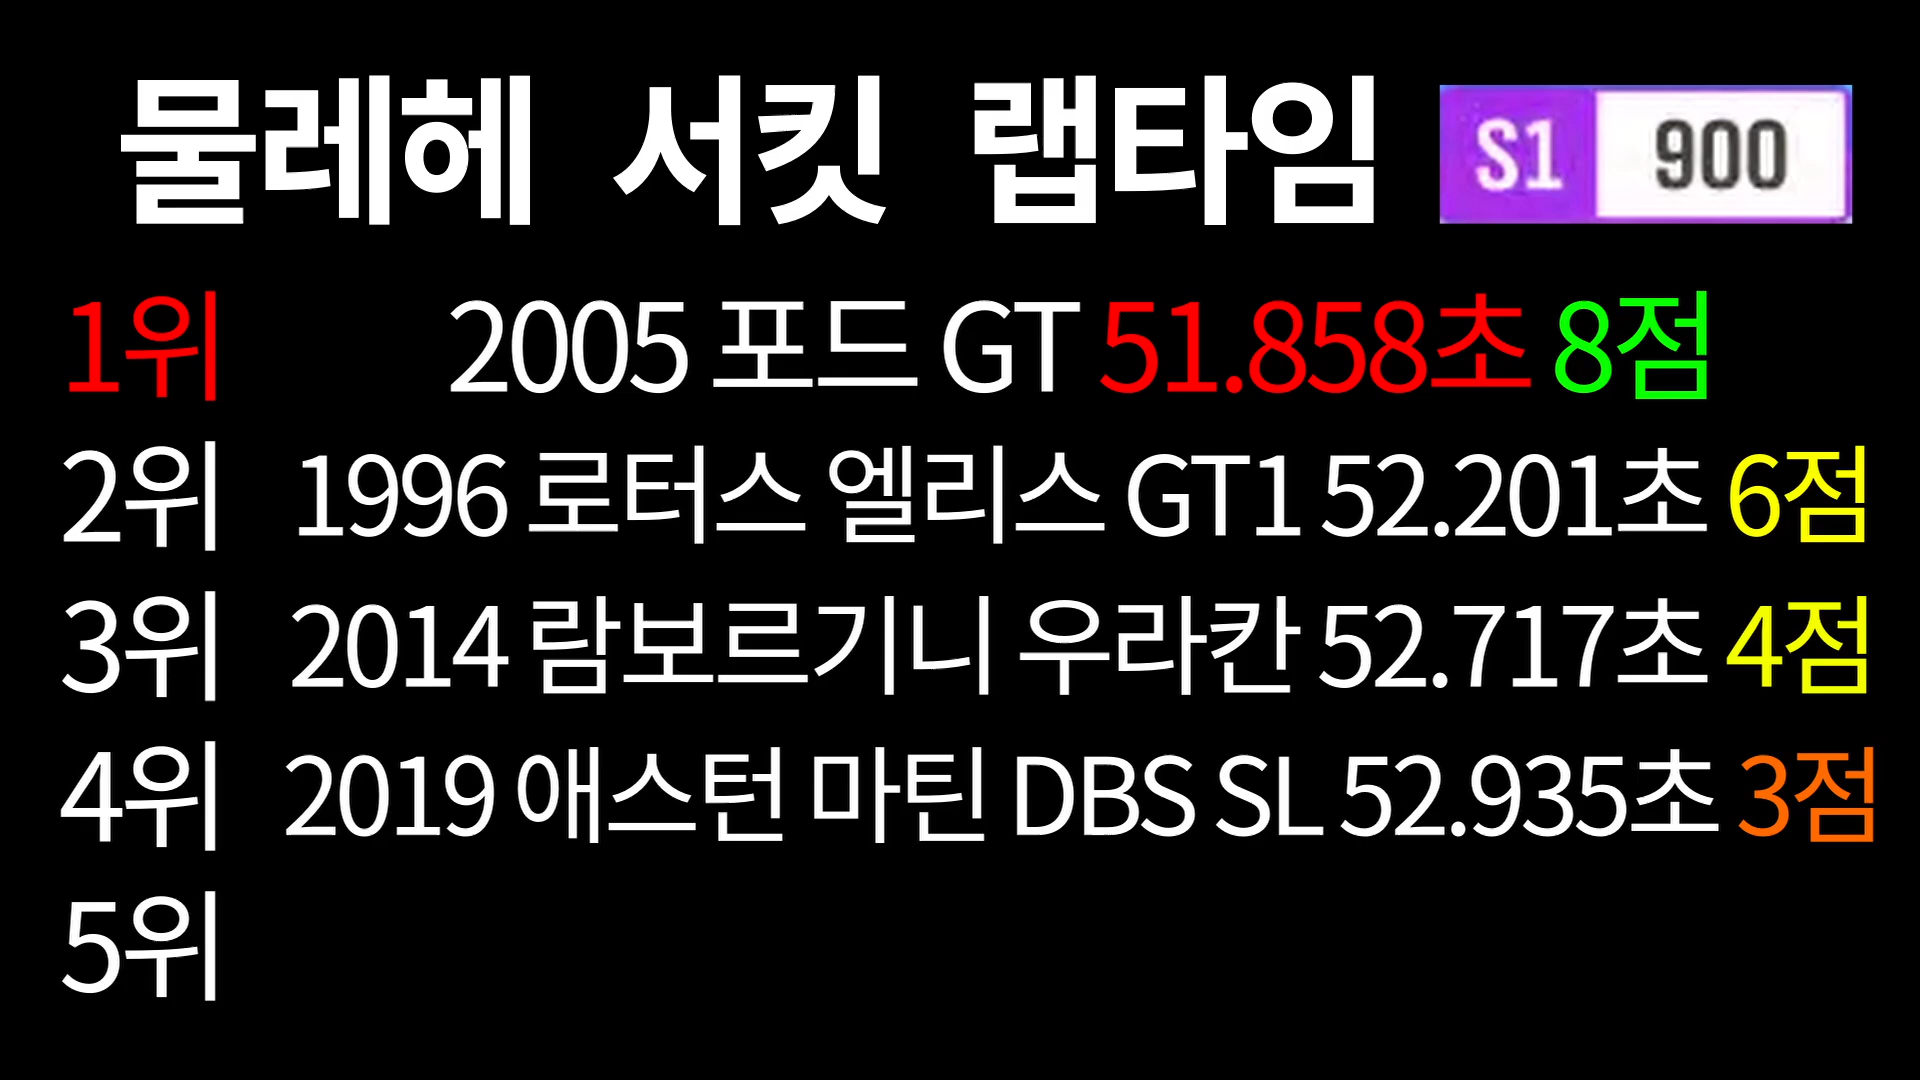 물레헤 서킷 랩타임 S1 900
1위 2005 포드 GT 51.858초 8점
2위 1996 로터스 엘리스 GT1 52.201초 6점
3위 2014 람보르기니 우라칸 52.717초 4점
4위 2019 애스턴 마틴 DBS SL 52.935초 3점
5위